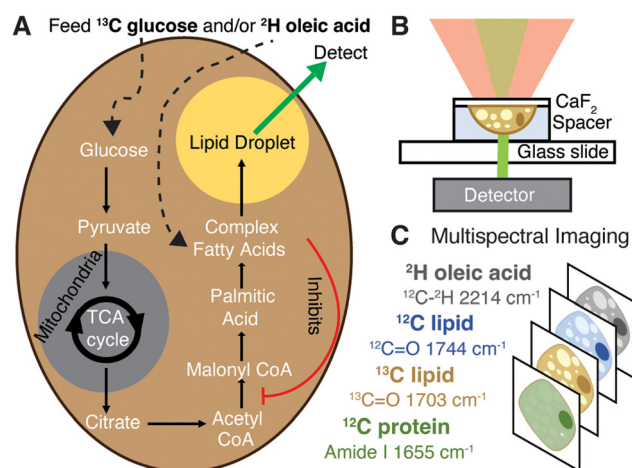 A
Feed ¹³C glucose and/or ²H oleic acid
Detect
Lipid Droplet
Glucose
Pyruvate
Mitochondria
TCA
cycle
Citrate
Acetyl
CoA
Malonyl CoA
Palmitic
Acid
Complex
Fatty Acids
Inhibits
B
CaF₂
Spacer
Glass slide
Detector
C Multispectral Imaging
²H oleic acid
¹²C-²H 2214 cm⁻¹
¹²C lipid
¹²C=O 1744 cm⁻¹
¹³C lipid
¹³C=O 1703 cm⁻¹
¹²C protein
Amide I 1655 cm⁻¹